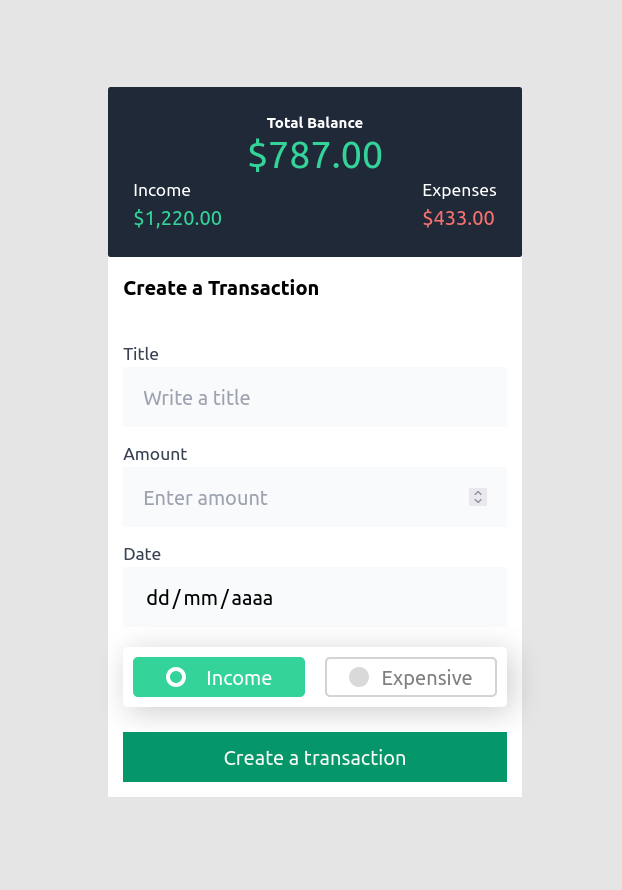 Total Balance
$787.00
Income Expenses
$1,220.00 $433.00
Create a Transaction
Title
Write a title
Amount
Enter amount
Date
dd/mm/aaaa
Income Expensive
Create a transaction